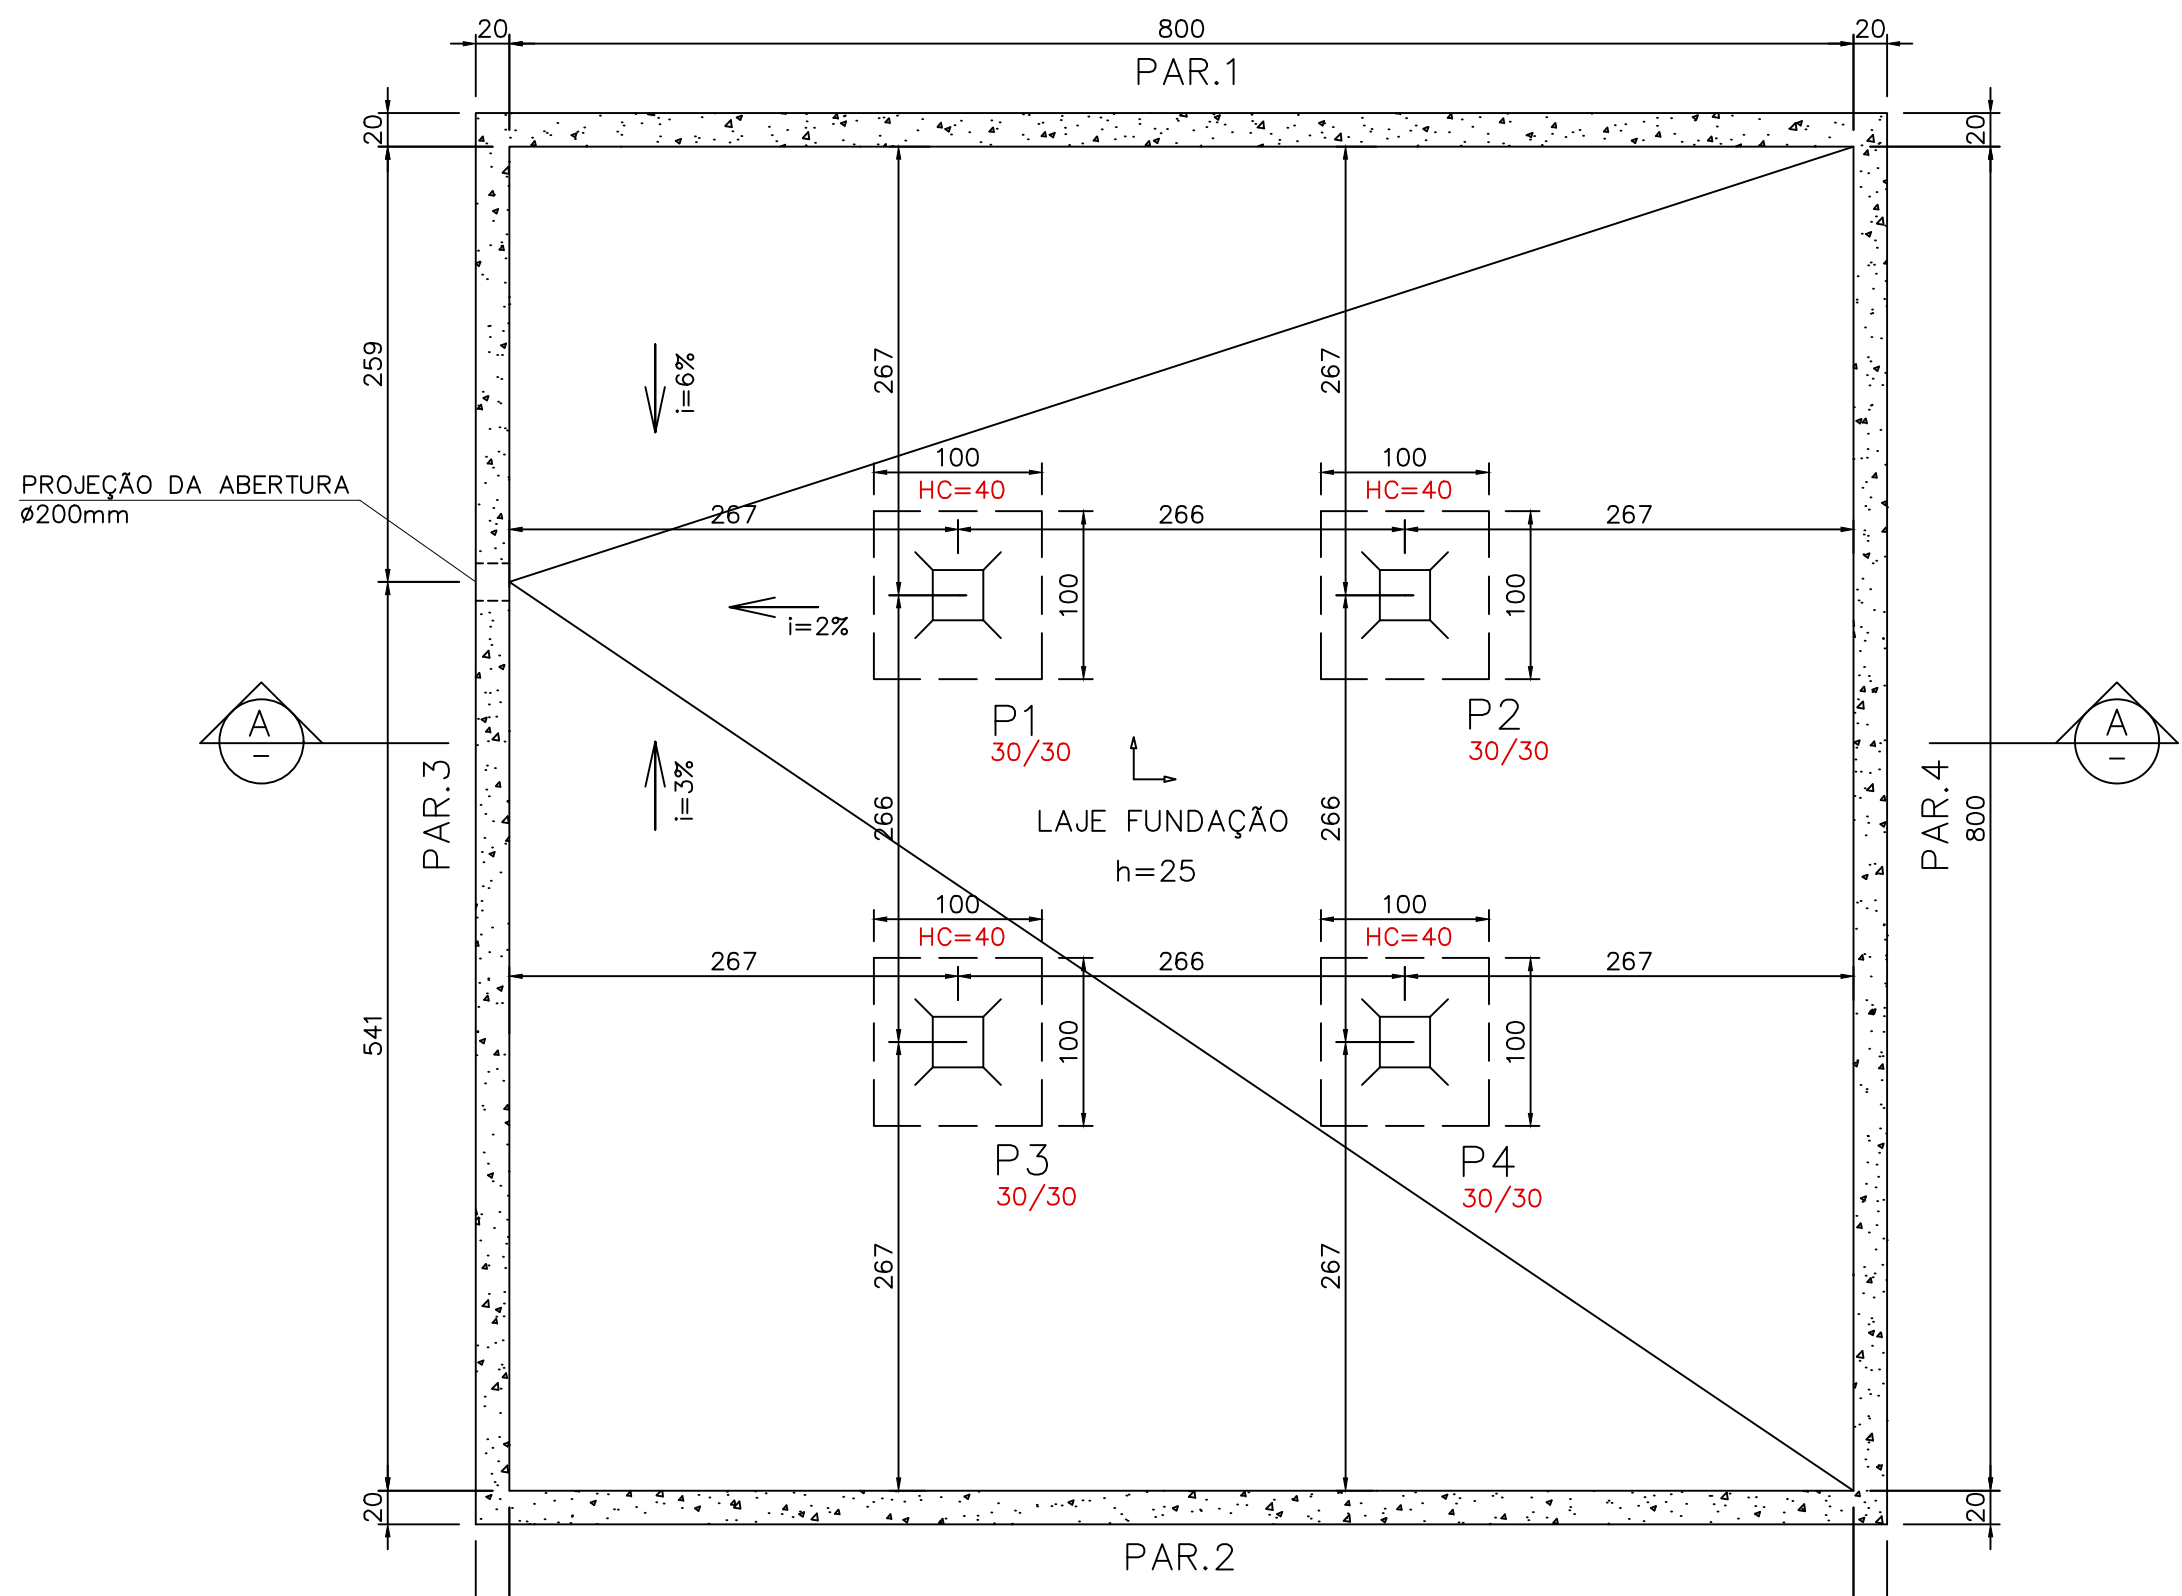 20
800
20
PAR.1
20
20
259
267
267
i=6%
PROJEÇÃO DA ABERTURA
ø200mm
100
HC=40
100
HC=40
267
266
267
100
100
i=2%
P1
30/30
P2
30/30
A
-
A
-
PAR.3
i=3%
266
266
LAJE FUNDAÇÃO
h=25
PAR.4
800
100
HC=40
100
HC=40
267
266
267
541
100
100
P3
30/30
P4
30/30
267
267
20
20
PAR.2